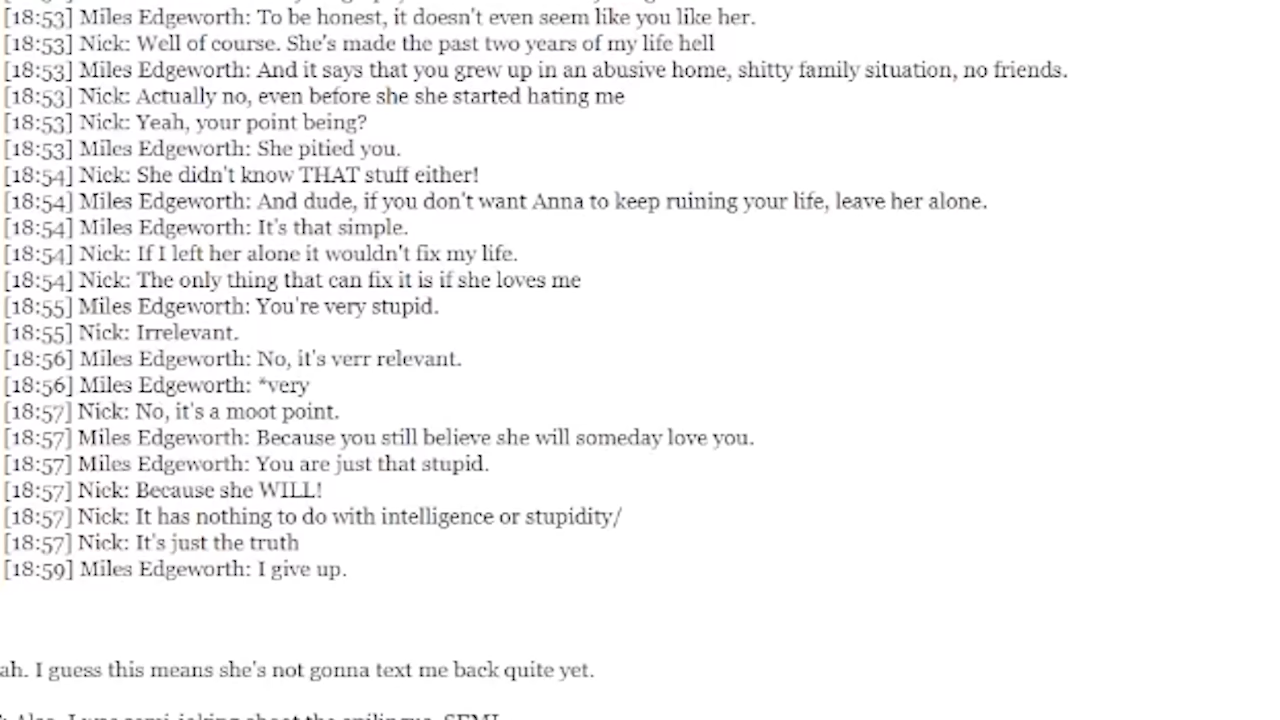 [18:53] Miles Edgeworth: To be honest, it doesn't even seem like you like her.
[18:53] Nick: Well of course. She's made the past two years of my life hell
[18:53] Miles Edgeworth: And it says that you grew up in an abusive home, shitty family situation, no friends.
[18:53] Nick: Actually no, even before she she started hating me
[18:53] Nick: Yeah, your point being?
[18:53] Miles Edgeworth: She pitied you.
[18:54] Nick: She didn't know THAT stuff either!
[18:54] Miles Edgeworth: And dude, if you don't want Anna to keep ruining your life, leave her alone.
[18:54] Miles Edgeworth: It's that simple.
[18:54] Nick: If I left her alone it wouldn't fix my life.
[18:54] Nick: The only thing that can fix it is if she loves me
[18:55] Miles Edgeworth: You're very stupid.
[18:55] Nick: Irrelevant.
[18:56] Miles Edgeworth: No, it's verr relevant.
[18:56] Miles Edgeworth: *very
[18:57] Nick: No, it's a moot point.
[18:57] Miles Edgeworth: Because you still believe she will someday love you.
[18:57] Miles Edgeworth: You are just that stupid.
[18:57] Nick: Because she WILL!
[18:57] Nick: It has nothing to do with intelligence or stupidity/
[18:57] Nick: It's just the truth
[18:59] Miles Edgeworth: I give up.
ah. I guess this means she's not gonna text me back quite yet.